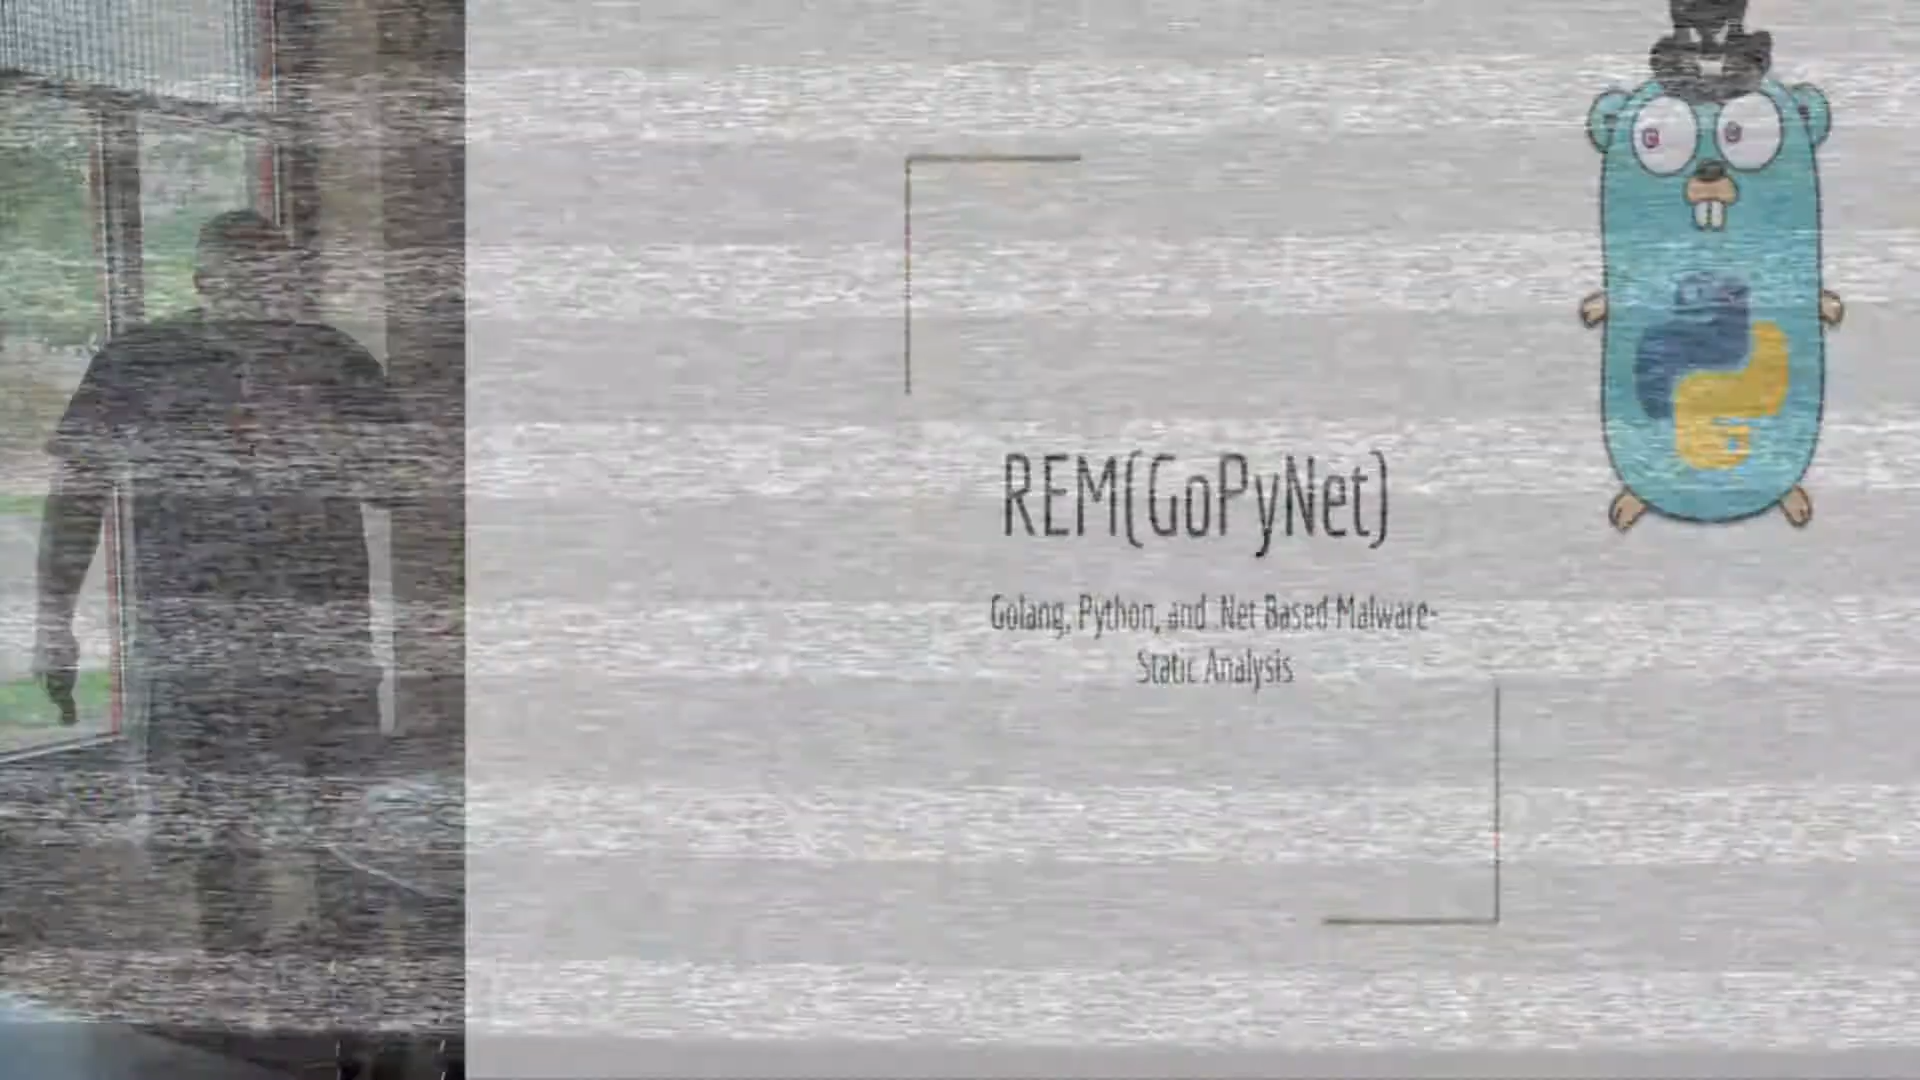 REM(GoPyNet)
Golang, Python, and .Net Based Malware-
Static Analysis